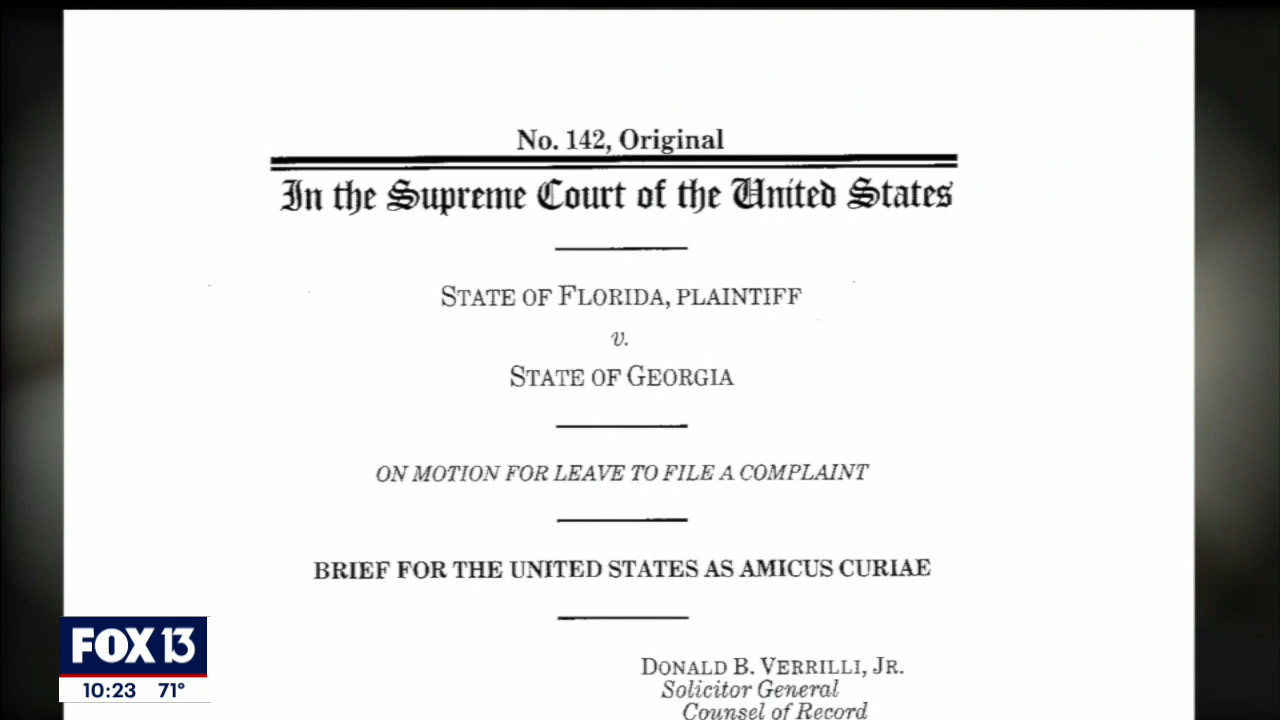 No. 142, Original
In the Supreme Court of the United States
STATE OF FLORIDA, PLAINTIFF
v.
STATE OF GEORGIA
ON MOTION FOR LEAVE TO FILE A COMPLAINT
BRIEF FOR THE UNITED STATES AS AMICUS CURIAE
DONALD B. VERRILLI, JR.
Solicitor General
Counsel of Record
FOX 13
10:23 71°